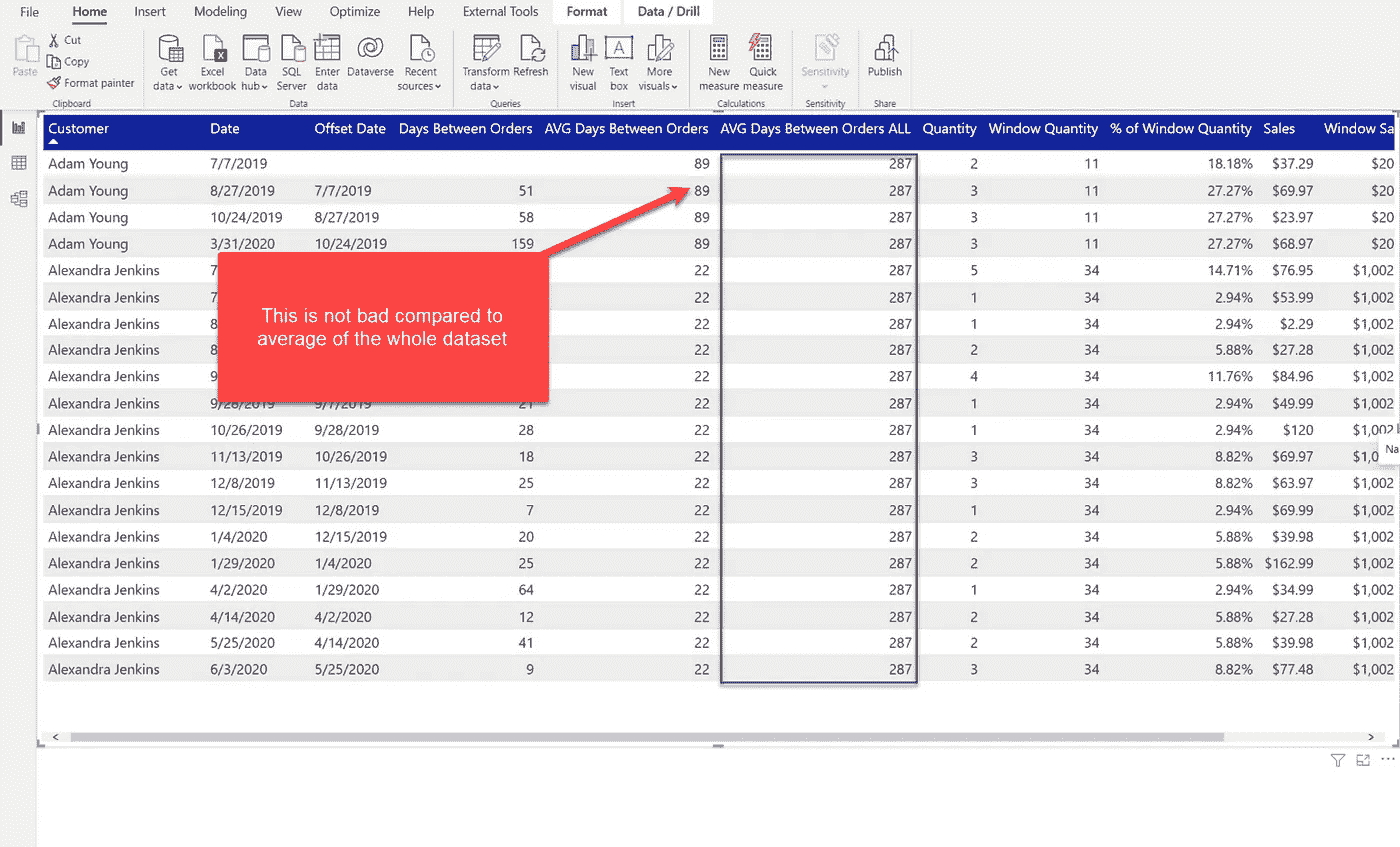 File Home Insert Modeling View Optimize Help External Tools Format Data / Drill
Paste Cut
Copy
Format painter
Clipboard
Get data Excel workbook Data hub SQL Server Enter data Dataverse Recent sources
Data
Transform data Refresh
Queries
New visual Text box More visuals
Insert
New measure Quick measure
Calculations
Sensitivity
Sensitivity
Publish
Share
Customer Date Offset Date Days Between Orders AVG Days Between Orders AVG Days Between Orders ALL Quantity Window Quantity % of Window Quantity Sales Window Sa
Adam Young 7/7/2019 89 287 2 11 18.18% $37.29 $20
Adam Young 8/27/2019 7/7/2019 51 89 287 3 11 27.27% $69.97 $20
Adam Young 10/24/2019 8/27/2019 58 89 287 3 11 27.27% $23.97 $20
Adam Young 3/31/2020 10/24/2019 159 89 287 3 11 27.27% $68.97 $20
Alexandra Jenkins 7 22 287 5 34 14.71% $76.95 $1,002
Alexandra Jenkins 7 22 287 1 34 2.94% $53.99 $1,002
Alexandra Jenkins 8 22 287 1 34 2.94% $2.29 $1,002
Alexandra Jenkins 8 22 287 2 34 5.88% $27.28 $1,002
Alexandra Jenkins 9 22 287 4 34 11.76% $84.96 $1,002
Alexandra Jenkins 9/28/2019 9/7/2019 21 22 287 1 34 2.94% $49.99 $1,002
Alexandra Jenkins 10/26/2019 9/28/2019 28 22 287 1 34 2.94% $120 $1,002
Alexandra Jenkins 11/13/2019 10/26/2019 18 22 287 3 34 8.82% $69.97 $1,0
Alexandra Jenkins 12/8/2019 11/13/2019 25 22 287 3 34 8.82% $63.97 $1,002
Alexandra Jenkins 12/15/2019 12/8/2019 7 22 287 1 34 2.94% $69.99 $1,002
Alexandra Jenkins 1/4/2020 12/15/2019 20 22 287 2 34 5.88% $39.98 $1,002
Alexandra Jenkins 1/29/2020 1/4/2020 25 22 287 2 34 5.88% $162.99 $1,002
Alexandra Jenkins 4/2/2020 1/29/2020 64 22 287 1 34 2.94% $34.99 $1,002
Alexandra Jenkins 4/14/2020 4/2/2020 12 22 287 2 34 5.88% $27.28 $1,002
Alexandra Jenkins 5/25/2020 4/14/2020 41 22 287 2 34 5.88% $39.98 $1,002
Alexandra Jenkins 6/3/2020 5/25/2020 9 22 287 3 34 8.82% $77.48 $1,002
This is not bad compared to
average of the whole dataset
Na